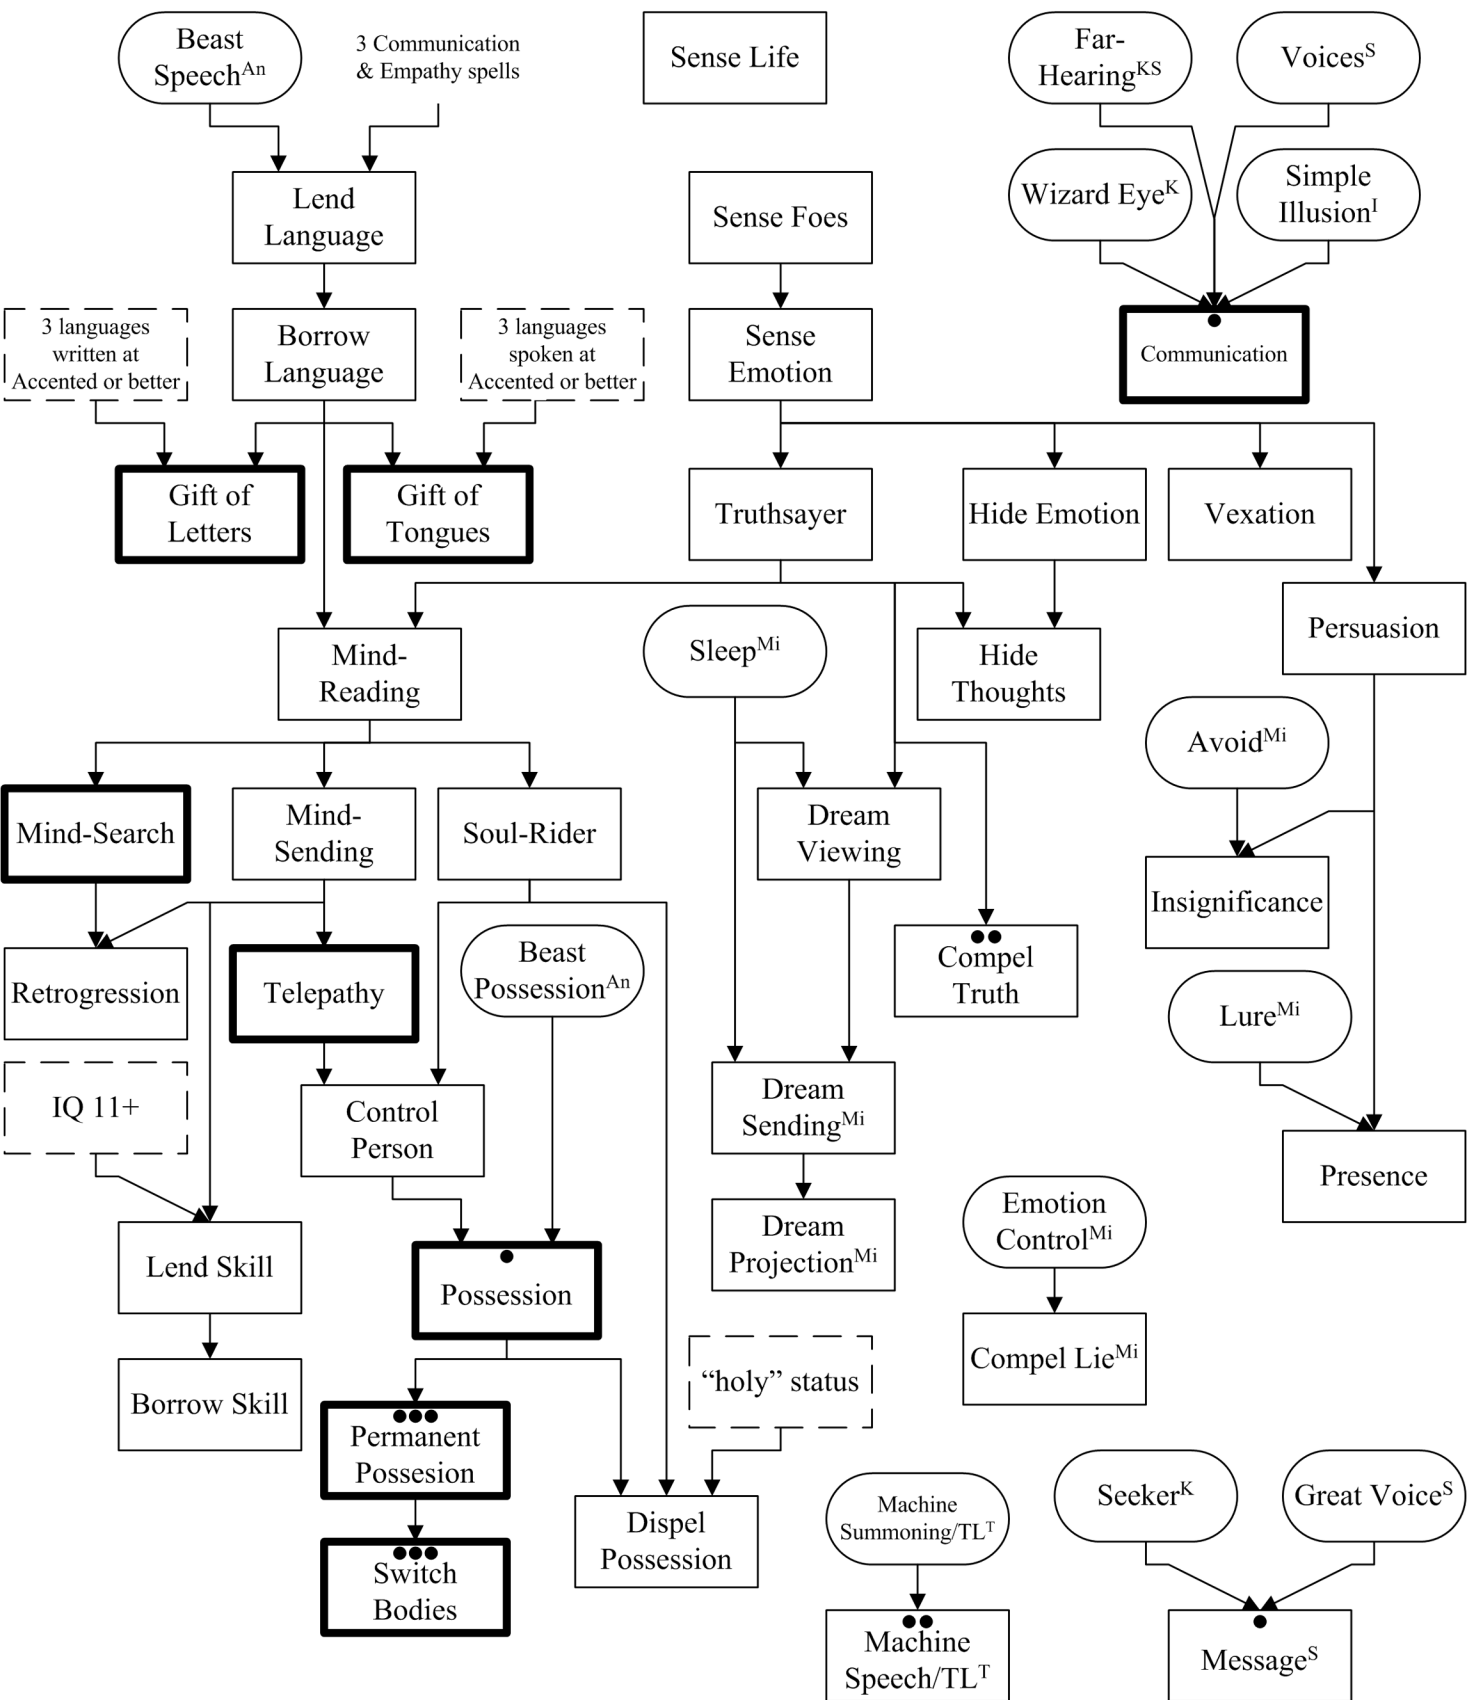 Beast
Speech^An
3 Communication
& Empathy spells
Sense Life
Far-
Hearing^KS
Voices^S
Lend
Language
Sense Foes
Wizard Eye^K
Simple
Illusion^I
3 languages
written at
Accented or better
Borrow
Language
3 languages
spoken at
Accented or better
Sense
Emotion
Communication
Gift of
Letters
Gift of
Tongues
Truthsayer
Hide Emotion
Vexation
Mind-
Reading
Sleep^Mi
Hide
Thoughts
Persuasion
Avoid^Mi
Mind-Search
Mind-
Sending
Soul-Rider
Dream
Viewing
Insignificance
Retrogression
Telepathy
Beast
Possession^An
Compel
Truth
Lure^Mi
IQ 11+
Control
Person
Dream
Sending^Mi
Presence
Lend Skill
Possession
Dream
Projection^Mi
Emotion
Control^Mi
Compel Lie^Mi
Borrow Skill
Permanent
Possesion
“holy” status
Switch
Bodies
Dispel
Possession
Machine
Summoning/TL^T
Seeker^K
Great Voice^S
Machine
Speech/TL^T
Message^S